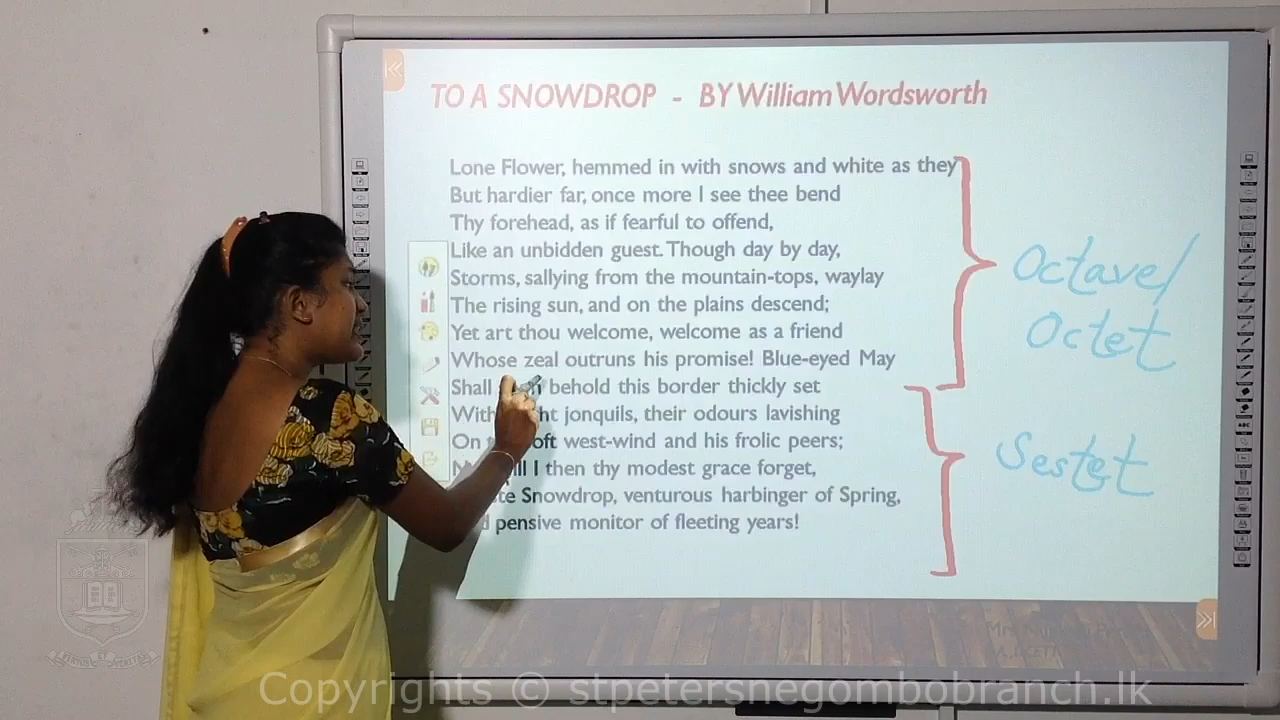 TO A SNOWDROP - BY William Wordsworth
Lone Flower, hemmed in with snows and white as they
But hardier far, once more I see thee bend
Thy forehead, as if fearful to offend,
Like an unbidden guest. Though day by day,
Storms, sallying from the mountain-tops, waylay
The rising sun, and on the plains descend;
Yet art thou welcome, welcome as a friend
Whose zeal outruns his promise! Blue-eyed May
Shall behold this border thickly set
With jonquils, their odours lavishing
On soft west-wind and his frolic peers;
I then thy modest grace forget,
Snowdrop, venturous harbinger of Spring,
pensive monitor of fleeting years!
Octave/
Octet
Sestet
ABC
ABC
Copyrights © stpetersnegombobranch.lk